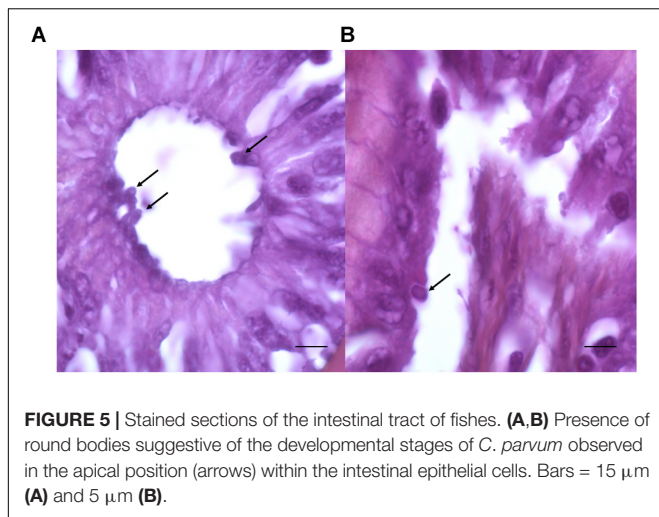 A B
FIGURE 5 | Stained sections of the intestinal tract of fishes. (A,B) Presence of
round bodies suggestive of the developmental stages of C. parvum observed
in the apical position (arrows) within the intestinal epithelial cells. Bars = 15 μm
(A) and 5 μm (B).